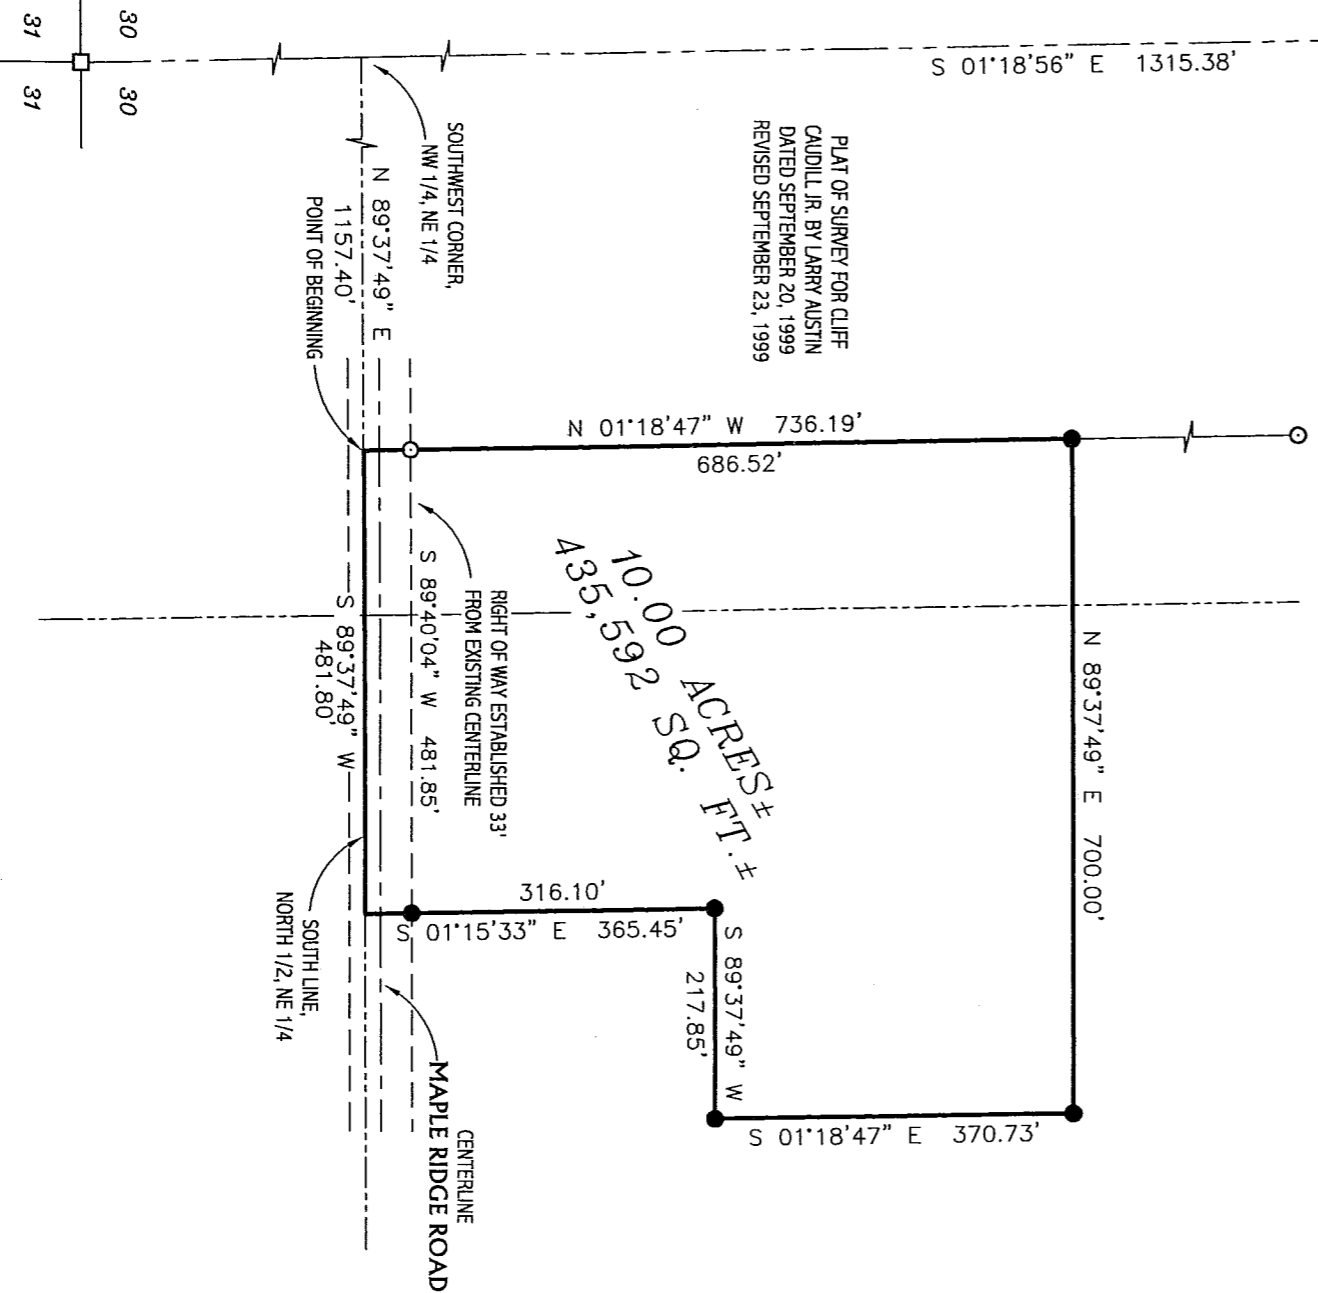 30
31
30
31
S 01°18'56" E 1315.38'
PLAT OF SURVEY FOR CLIFF
CAUDILL JR. BY LARRY AUSTIN
DATED SEPTEMBER 20, 1999
REVISED SEPTEMBER 23, 1999
SOUTHWEST CORNER,
NW 1/4, NE 1/4
N 89°37'49" E
1157.40'
POINT OF BEGINNING
N 01°18'47" W 736.19'
686.52'
N 89°37'49" E 700.00'
10.00 ACRES±
435,592 SQ. FT.±
RIGHT OF WAY ESTABLISHED 33'
FROM EXISTING CENTERLINE
S 89°40'04" W 481.85'
S 89°37'49" W
481.80'
316.10'
S 01°15'33" E 365.45'
S 89°37'49" W
217.85'
S 01°18'47" E 370.73'
SOUTH LINE,
NORTH 1/2, NE 1/4
CENTERLINE
MAPLE RIDGE ROAD